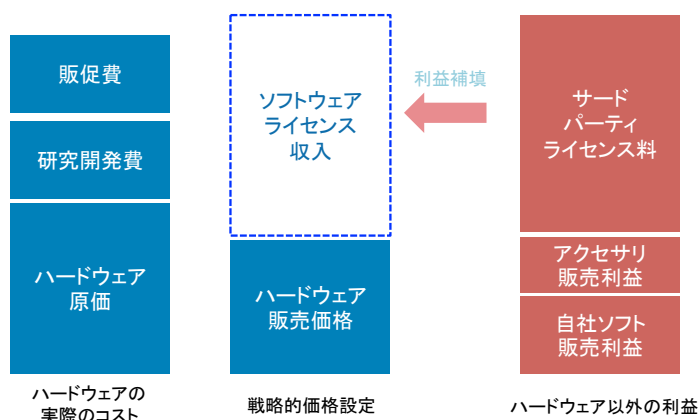 販促費
研究開発費
ハードウェア
原価
ハードウェアの
実際のコスト
ソフトウェア
ライセンス
収入
ハードウェア
販売価格
戦略的価格設定
利益補填
サード
パーティ
ライセンス料
アクセサリ
販売利益
自社ソフト
販売利益
ハードウェア以外の利益